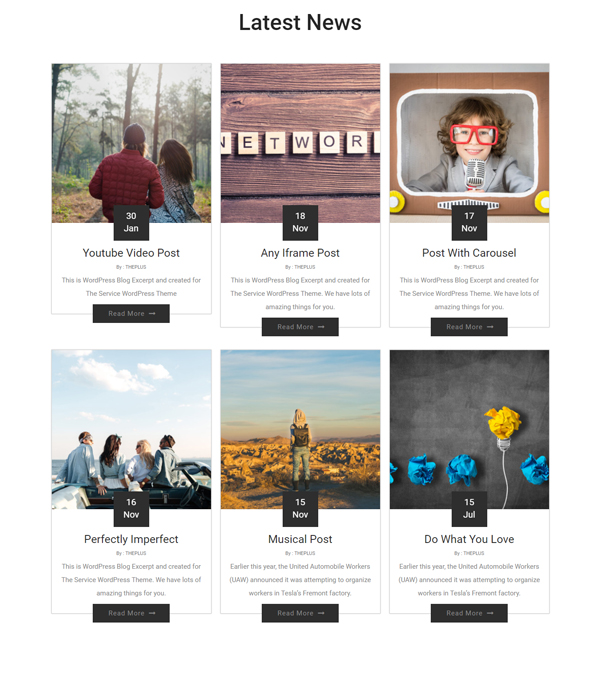 Latest News
NETWOR
30
Jan
18
Nov
17
Nov
Youtube Video Post
Any Iframe Post
Post With Carousel
By : THEPLUS
By : THEPLUS
By : THEPLUS
This is WordPress Blog Excerpt and created for
The Service WordPress Theme
This is WordPress Blog Excerpt and created for
The Service WordPress Theme. We have lots of
amazing things for you.
This is WordPress Blog Excerpt and created for
The Service WordPress Theme. We have lots of
amazing things for you.
Read More
Read More
Read More
16
Nov
15
Nov
15
Jul
Perfectly Imperfect
Musical Post
Do What You Love
By : THEPLUS
By : THEPLUS
By : THEPLUS
This is WordPress Blog Excerpt and created for
The Service WordPress Theme. We have lots of
amazing things for you.
Earlier this year, the United Automobile Workers
(UAW) announced it was attempting to organize
workers in Tesla's Fremont factory.
Earlier this year, the United Automobile Workers
(UAW) announced it was attempting to organize
workers in Tesla's Fremont factory.
Read More
Read More
Read More